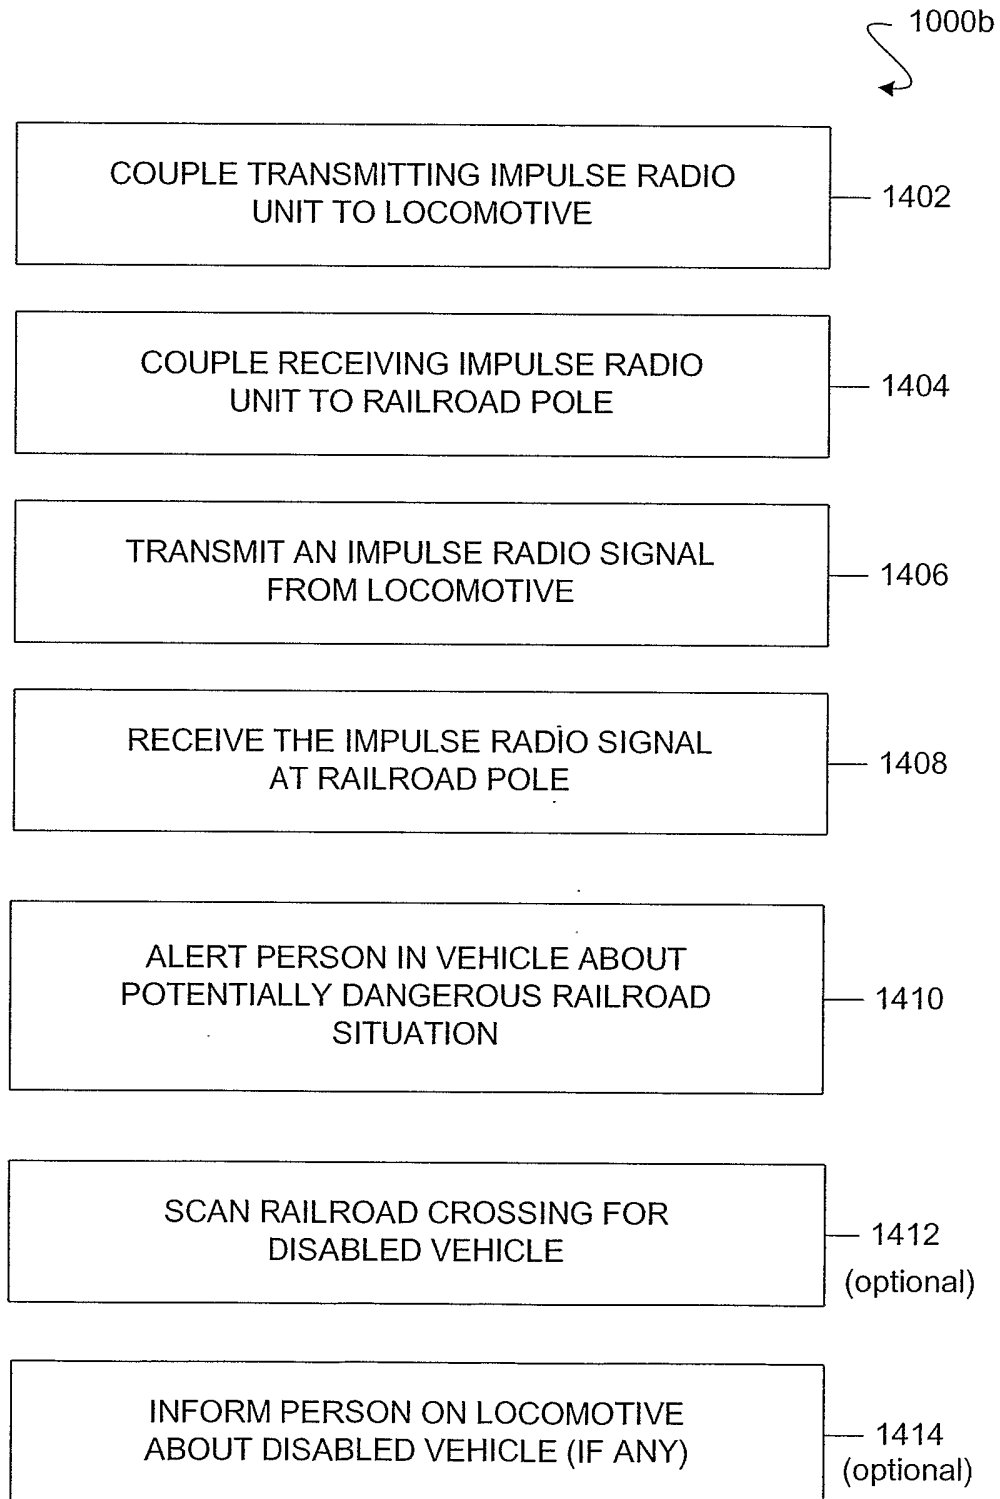 1000b
COUPLE TRANSMITTING IMPULSE RADIO
UNIT TO LOCOMOTIVE
1402
COUPLE RECEIVING IMPULSE RADIO
UNIT TO RAILROAD POLE
1404
TRANSMIT AN IMPULSE RADIO SIGNAL
FROM LOCOMOTIVE
1406
RECEIVE THE IMPULSE RADIO SIGNAL
AT RAILROAD POLE
1408
ALERT PERSON IN VEHICLE ABOUT
POTENTIALLY DANGEROUS RAILROAD
SITUATION
1410
SCAN RAILROAD CROSSING FOR
DISABLED VEHICLE
1412
(optional)
INFORM PERSON ON LOCOMOTIVE
ABOUT DISABLED VEHICLE (IF ANY)
1414
(optional)